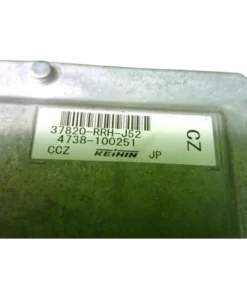 37820-RRH-J52
4738-100251
CCZ KEIHIN JP
CZ